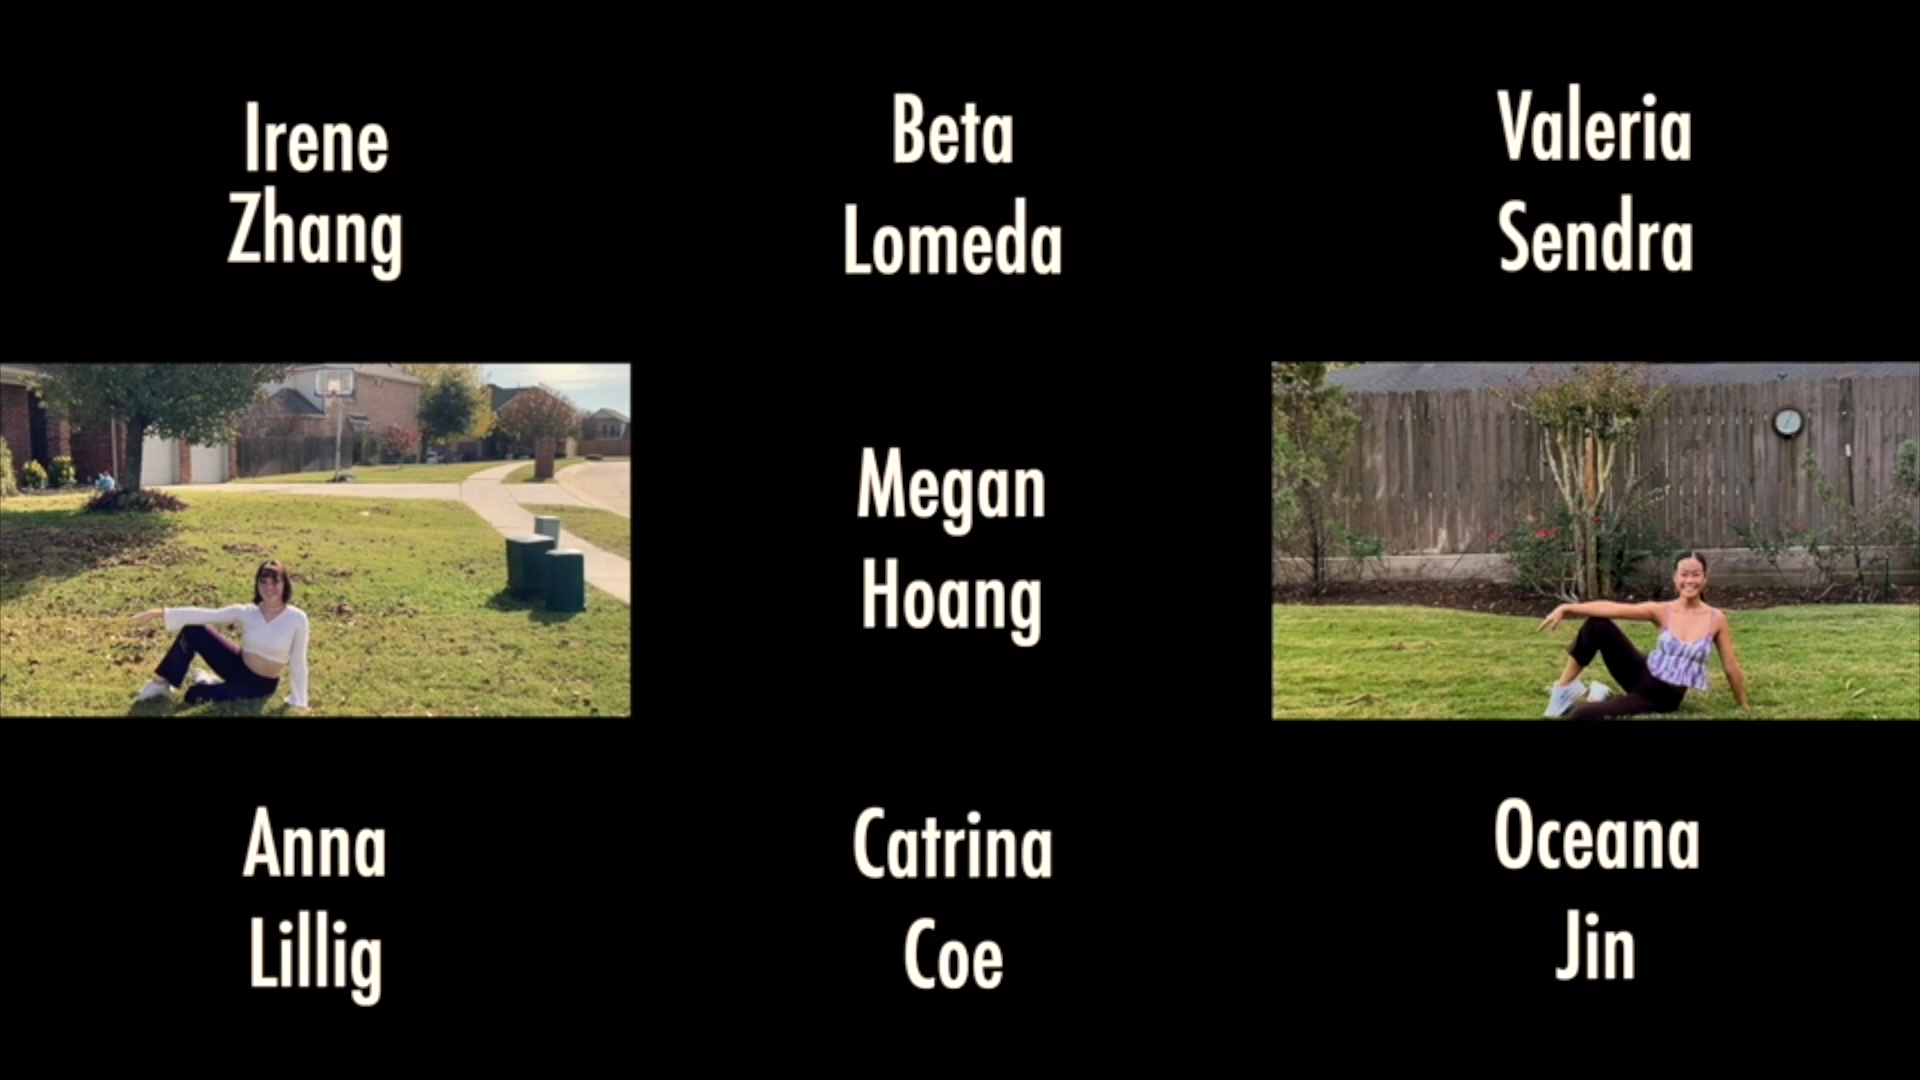 Irene
Zhang
Beta
Lomeda
Valeria
Sendra
Megan
Hoang
Anna
Lillig
Catrina
Coe
Oceana
Jin